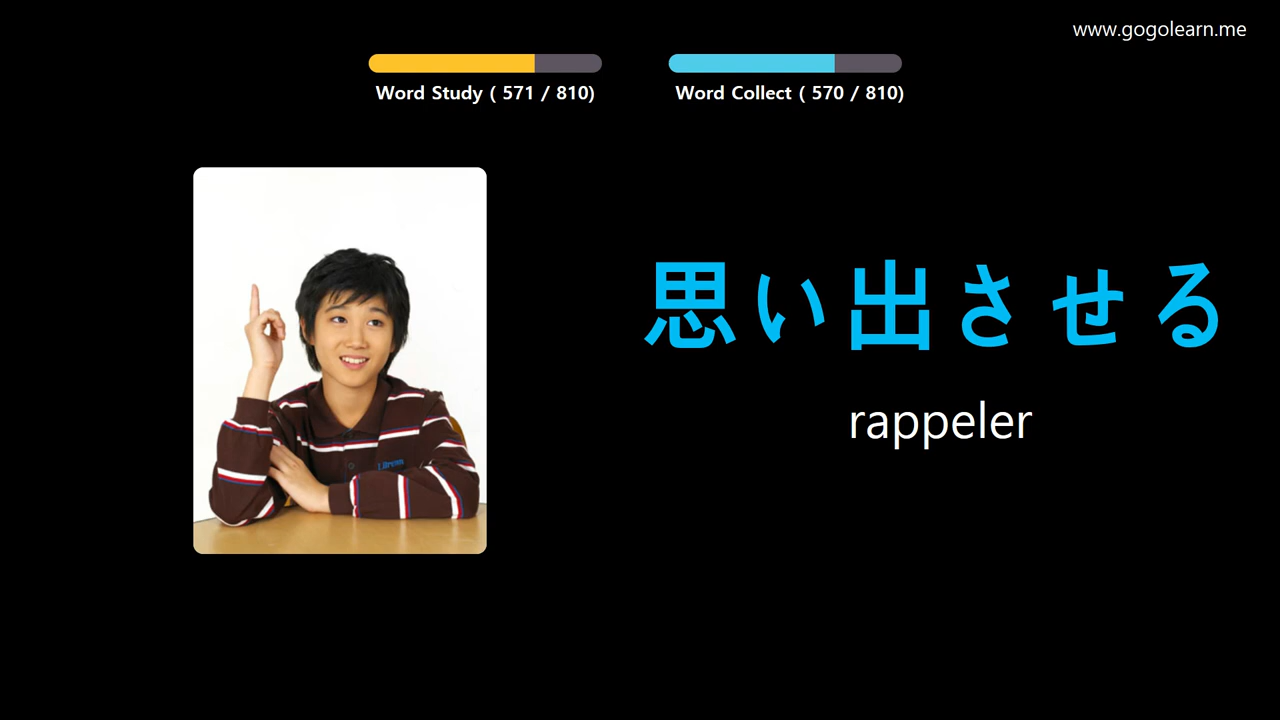 www.gogolearn.me
Word Study ( 571 / 810)
Word Collect ( 570 / 810)
思い出させる
rappeler